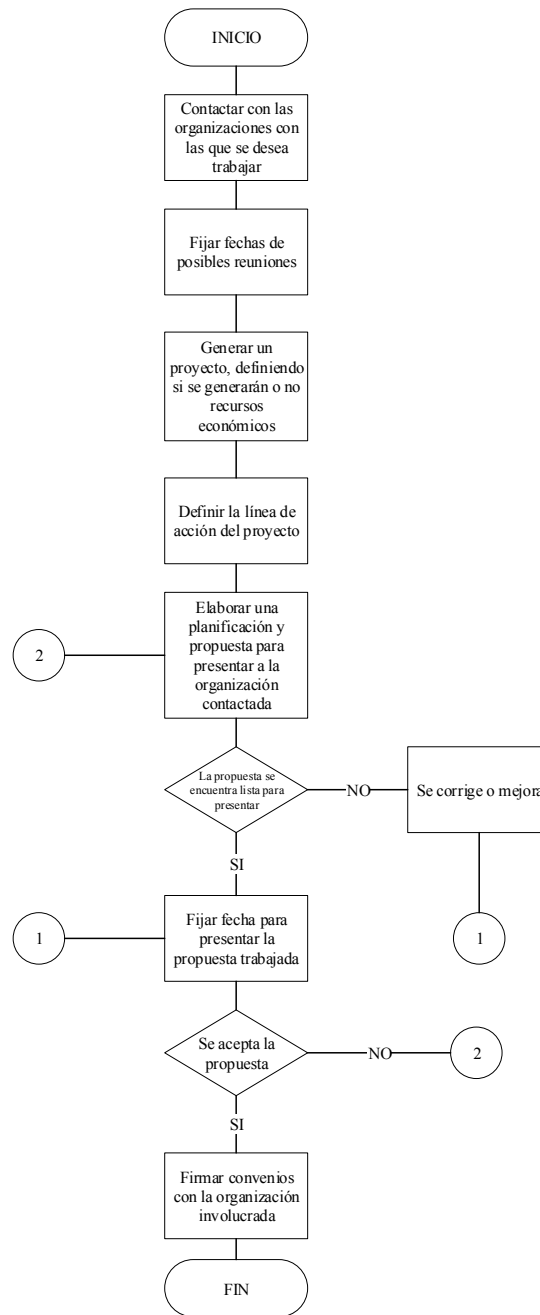 INICIO
Contactar con las
organizaciones con
las que se desea
trabajar
Fijar fechas de
posibles reuniones
Generar un
proyecto, definiendo
si se generarán o no
recursos
económicos
Definir la línea de
acción del proyecto
Elaborar una
planificación y
propuesta para
presentar a la
organización
contactada
2
La propuesta se
encuentra lista para
presentar
NO
Se corrige o mejora
SI
1
Fijar fecha para
presentar la
propuesta trabajada
1
Se acepta la
propuesta
NO
2
SI
Firmar convenios
con la organización
involucrada
FIN